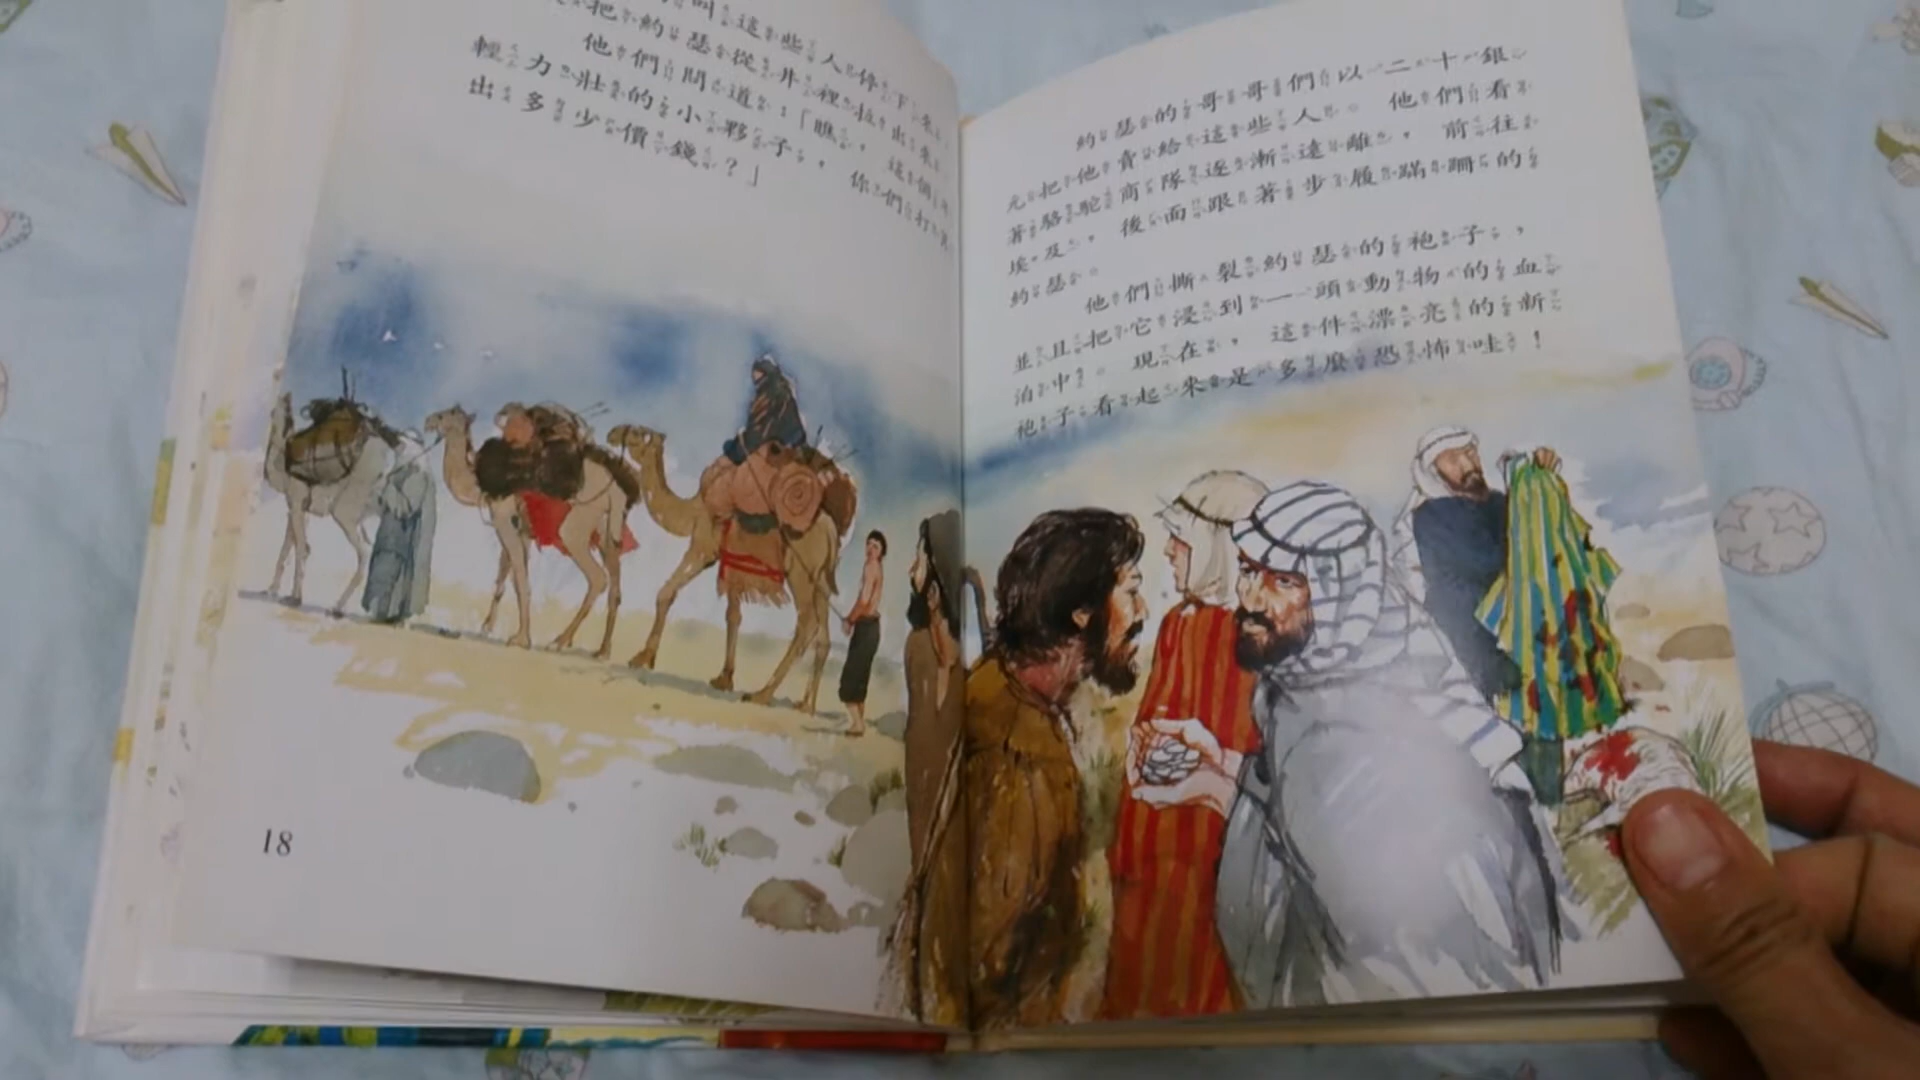 叫這些人停下來
把約瑟從井裡拉出來
他們問道：「瞧，這個年
輕力壯的小夥子，你們打算
出多少價錢？」
18
約瑟的哥哥們以二十銀
元把他賣給這些人。他們看
著駱駝商隊逐漸遠離，前往
埃及，後面跟著步履蹣跚的
約瑟。
他們撕裂約瑟的袍子，
並且把它浸到一頭動物的血
泊中。現在，這件漂亮的新
袍子看起來是多麼恐怖哇！